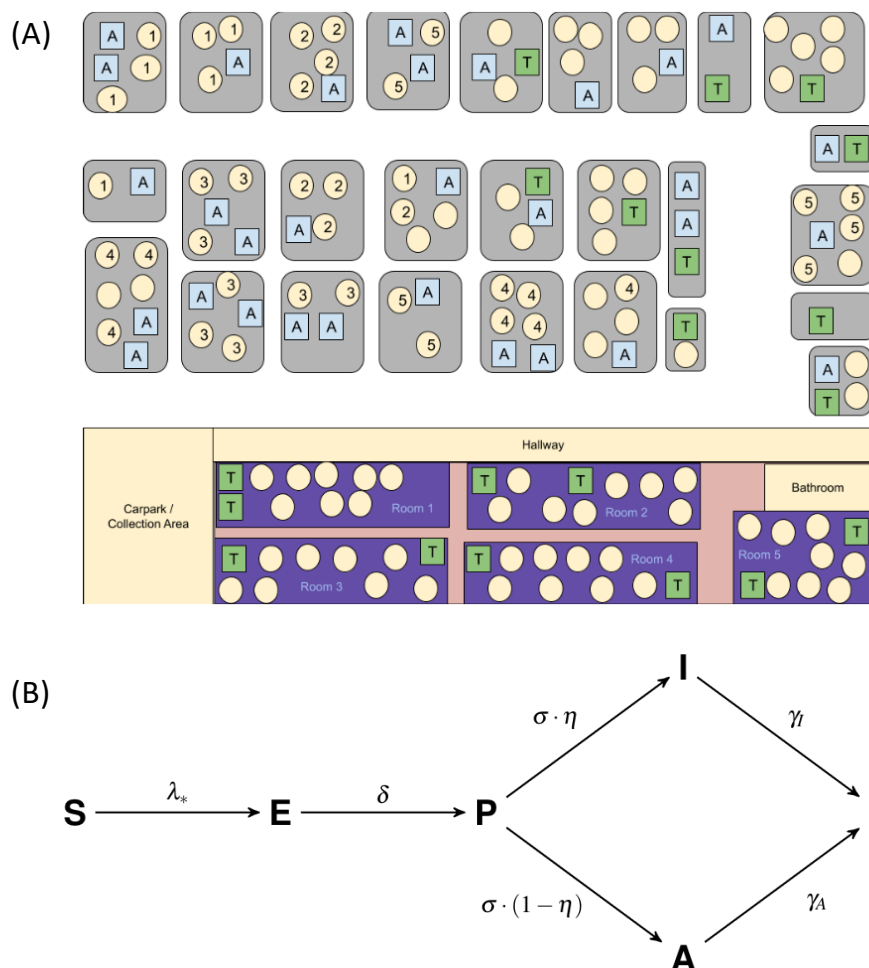 (A)
A 1
A 1
1
1 1
1 A
2 2
2
2 A
A 5
A
5
A T
A
A
A
T
T
A T
1 A
3 3
A
3 A
2 2
A 2
1 A
2
T
A
T
A
A
T
5 5
A 5
5
4 4
4 A
A
A 3
A
3 3
3 3
A A
5 A
5
4 4
4 4
A A
4
A
T
T
A
T
Hallway
Carpark /
Collection Area
T
T
Room 1
T T
Room 2
Bathroom
T T
Room 3
T
Room 4
T
T
Room 5
T
(B)
I
σ · η
γI
S
λ*
E
δ
P
σ · (1 − η)
γA
A